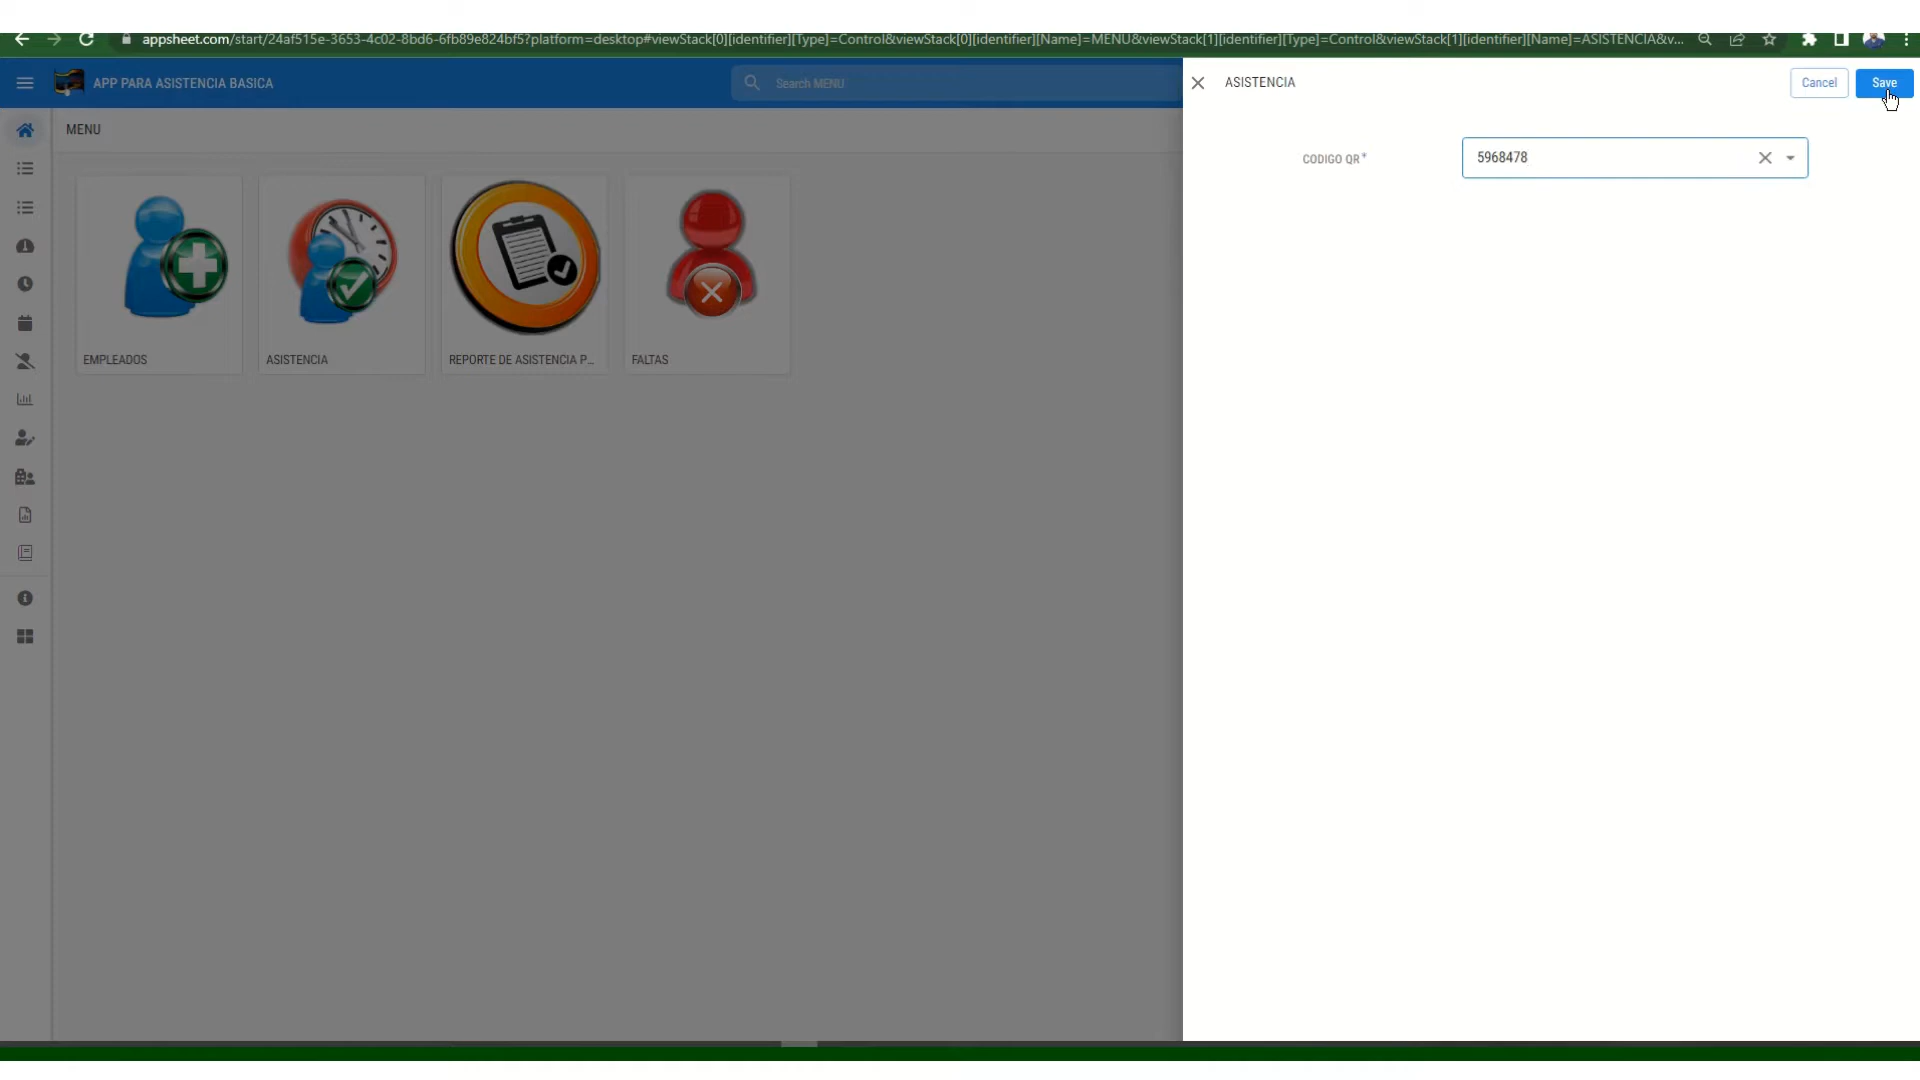 appsheet.com/start/24af515e-3653-4c02-8bd6-6fb89e824bf5?platform=desktop#viewStack[0][identifier][Type]=Control&viewStack[0][identifier][Name]=MENU&viewStack[1][identifier][Type]=Control&viewStack[1][identifier][Name]=ASISTENCIA&v...
APP PARA ASISTENCIA BASICA
Search MENU
ASISTENCIA
Cancel
Save
MENU
CODIGO QR*
5968478
EMPLEADOS
ASISTENCIA
REPORTE DE ASISTENCIA P...
FALTAS